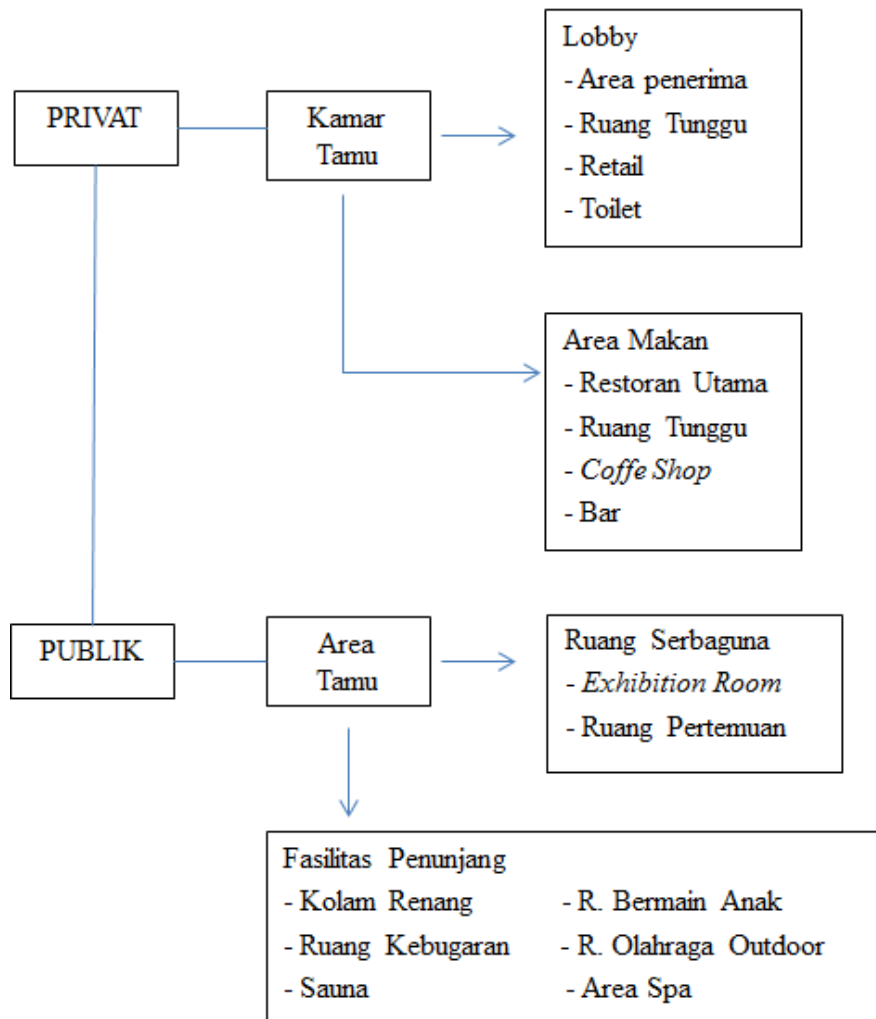 PRIVAT
Kamar
Tamu
Lobby
- Area penerima
- Ruang Tunggu
- Retail
- Toilet
Area Makan
- Restoran Utama
- Ruang Tunggu
- Coffe Shop
- Bar
PUBLIK
Area
Tamu
Ruang Serbaguna
- Exhibition Room
- Ruang Pertemuan
Fasilitas Penunjang
- Kolam Renang - R. Bermain Anak
- Ruang Kebugaran - R. Olahraga Outdoor
- Sauna - Area Spa